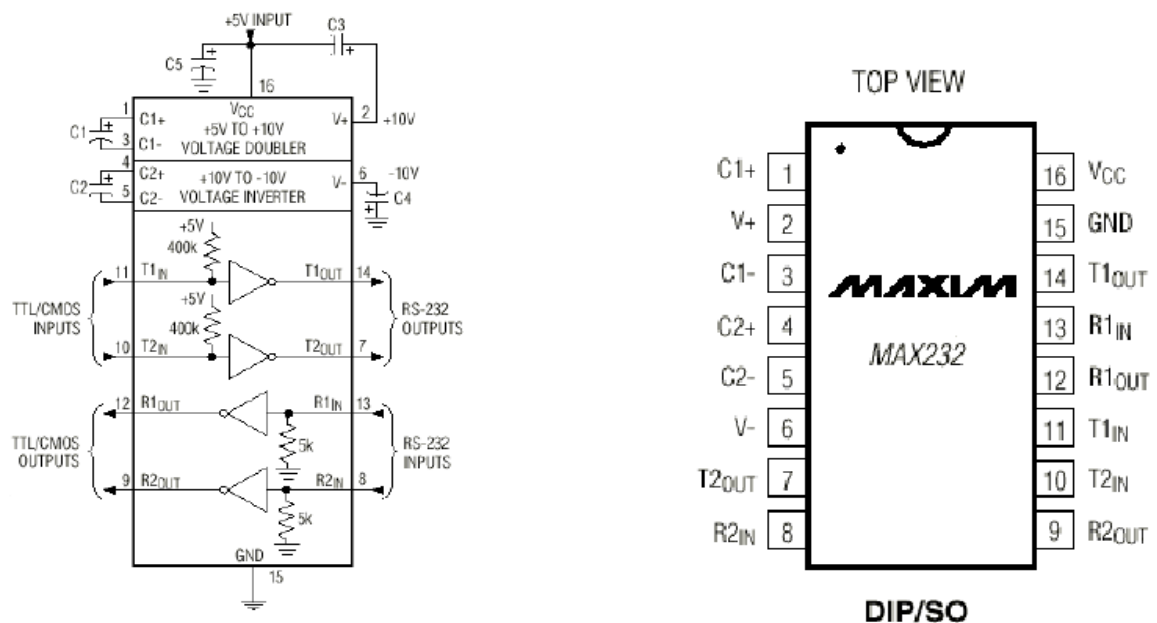 +5V INPUT
C3
C5
16
1
C1+
VCC
V+
2
+10V
C1
+5V TO +10V
3
C1-
VOLTAGE DOUBLER
4
C2+
+10V TO -10V
V-
6
-10V
C2
5
C2-
VOLTAGE INVERTER
C4
+5V
400k
11
T1IN
T1OUT
14
TTL/CMOS
INPUTS
+5V
400k
RS-232
OUTPUTS
10
T2IN
T2OUT
7
12
R1OUT
R1IN
13
TTL/CMOS
OUTPUTS
5k
RS-232
INPUTS
9
R2OUT
R2IN
8
5k
GND
15
TOP VIEW
C1+ 1
16 VCC
V+ 2
15 GND
C1- 3
MAXIM
14 T1OUT
C2+ 4
MAX232
13 R1IN
C2- 5
12 R1OUT
V- 6
11 T1IN
T2OUT 7
10 T2IN
R2IN 8
9 R2OUT
DIP/SO